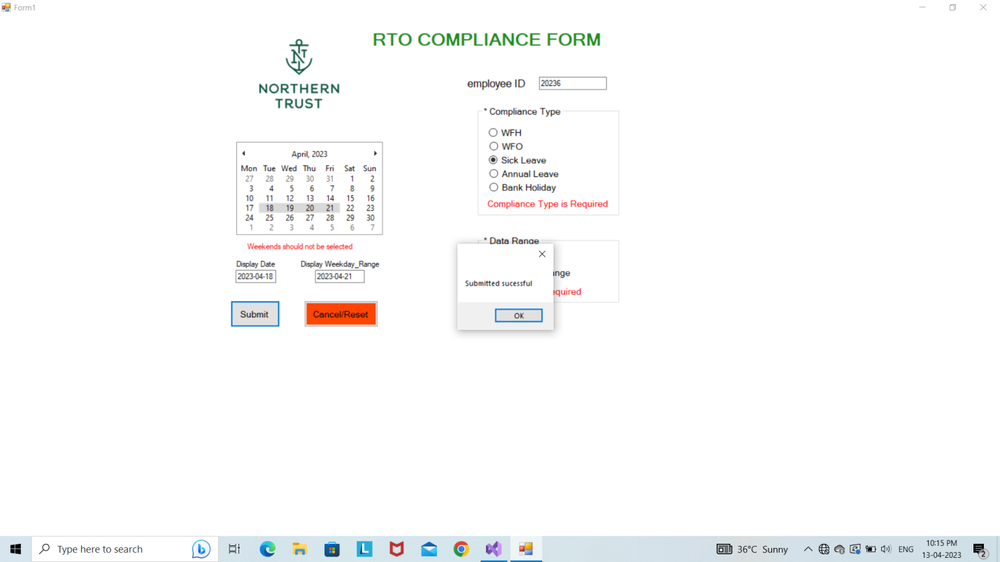 Form1
RTO COMPLIANCE FORM
NORTHERN
TRUST
employee ID 20236
* Compliance Type
WFH
WFO
Sick Leave
Annual Leave
Bank Holiday
Compliance Type is Required
April, 2023
Mon Tue Wed Thu Fri Sat Sun
27 28 29 30 31 1 2
3 4 5 6 7 8 9
10 11 12 13 14 15 16
17 18 19 20 21 22 23
24 25 26 27 28 29 30
1 2 3 4 5 6 7
Weekends should not be selected
Display Date Display Weekday_Range
2023-04-18 2023-04-21
Submit Cancel/Reset
* Data Range
Submitted sucessful
OK
Type here to search
36°C Sunny
ENG
10:15 PM
13-04-2023
2